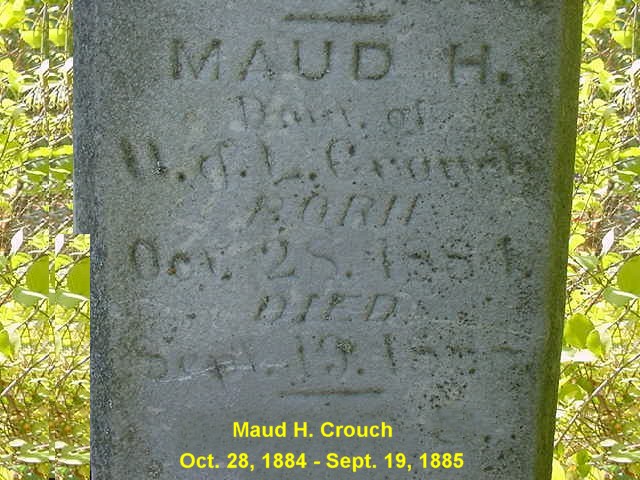 MAUD H.
Dau. of
W. & L. Crouch
BORN
Oct. 28. 1884.
DIED
Sept. 19. 1885
Maud H. Crouch
Oct. 28, 1884 - Sept. 19, 1885